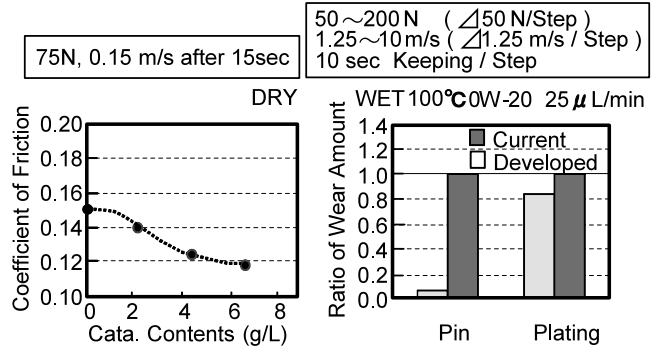 75N, 0.15 m/s after 15sec
50～200 N ( ⊿50 N/Step )
1.25～10 m/s ( ⊿1.25 m/s / Step )
10 sec Keeping / Step
DRY
Coefficient of Friction
0.20
0.18
0.16
0.14
0.12
0.10
0 2 4 6 8
Cata. Contents (g/L)
WET 100℃ 0W-20 25 μ L/min
Ratio of Wear Amount
1.4
1.2
1.0
0.8
0.6
0.4
0.2
0.0
Current
Developed
Pin Plating